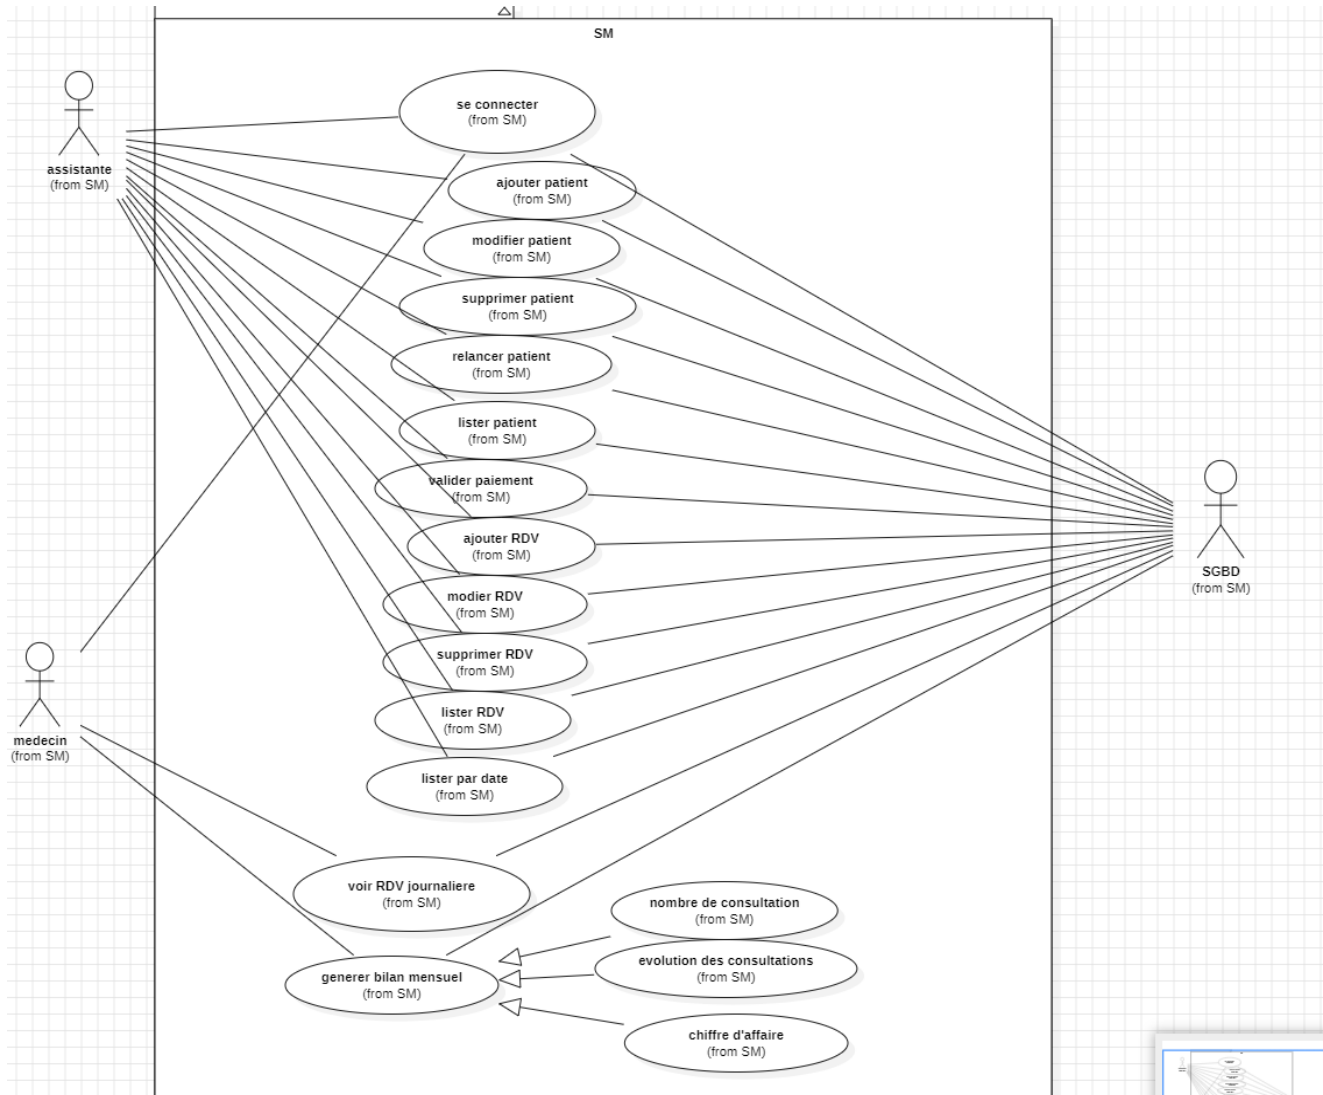 SM
se connecter
(from SM)
assistante
(from SM)
ajouter patient
(from SM)
modifier patient
(from SM)
supprimer patient
(from SM)
relancer patient
(from SM)
lister patient
(from SM)
valider paiement
(from SM)
ajouter RDV
(from SM)
SGBD
(from SM)
modier RDV
(from SM)
supprimer RDV
(from SM)
lister RDV
(from SM)
medecin
(from SM)
lister par date
(from SM)
voir RDV journaliere
(from SM)
nombre de consultation
(from SM)
evolution des consultations
(from SM)
generer bilan mensuel
(from SM)
chiffre d'affaire
(from SM)